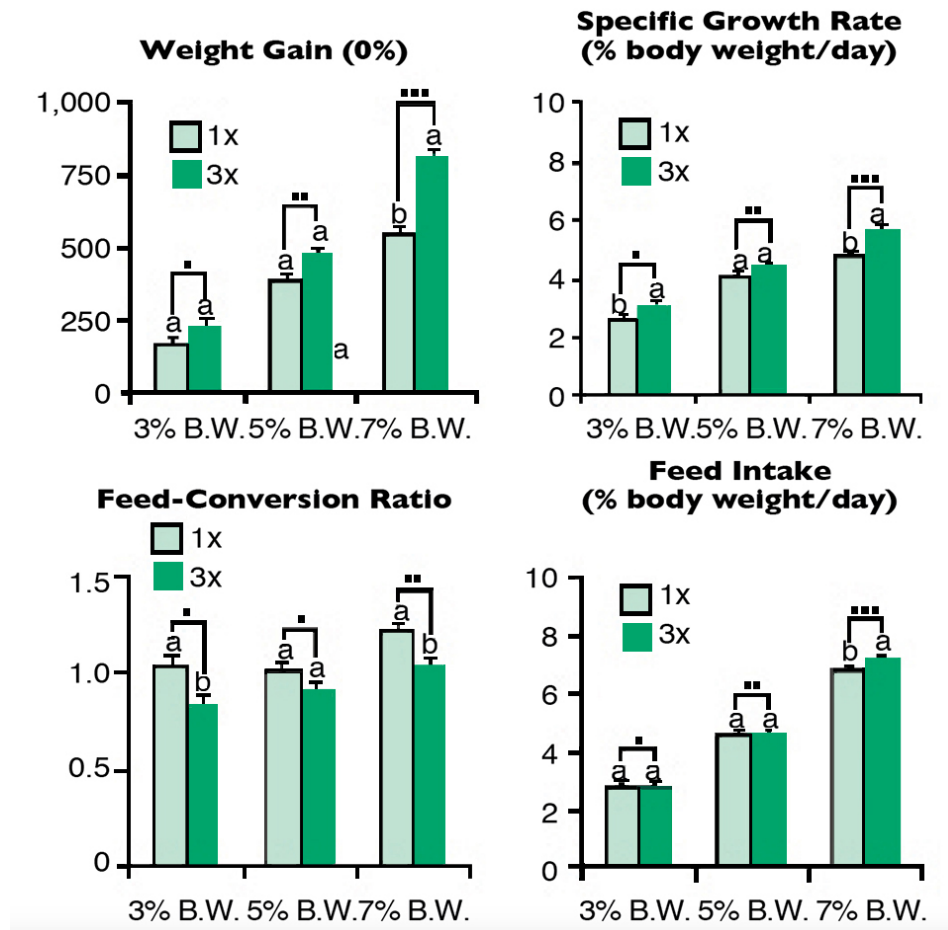 Weight Gain (0%)
1,000
750
500
250
0
1x
3x
a
a
a
a
a
b
a
3% B.W. 5% B.W. 7% B.W.
Specific Growth Rate
(% body weight/day)
10
8
6
4
2
0
1x
3x
b
a
a
a
b
a
3% B.W. 5% B.W. 7% B.W.
Feed-Conversion Ratio
1x
3x
1.5
1.0
0.5
0
a
b
a
a
a
b
3% B.W. 5% B.W. 7% B.W.
Feed Intake
(% body weight/day)
10
8
6
4
2
0
1x
3x
a
a
a
a
b
a
3% B.W. 5% B.W. 7% B.W.